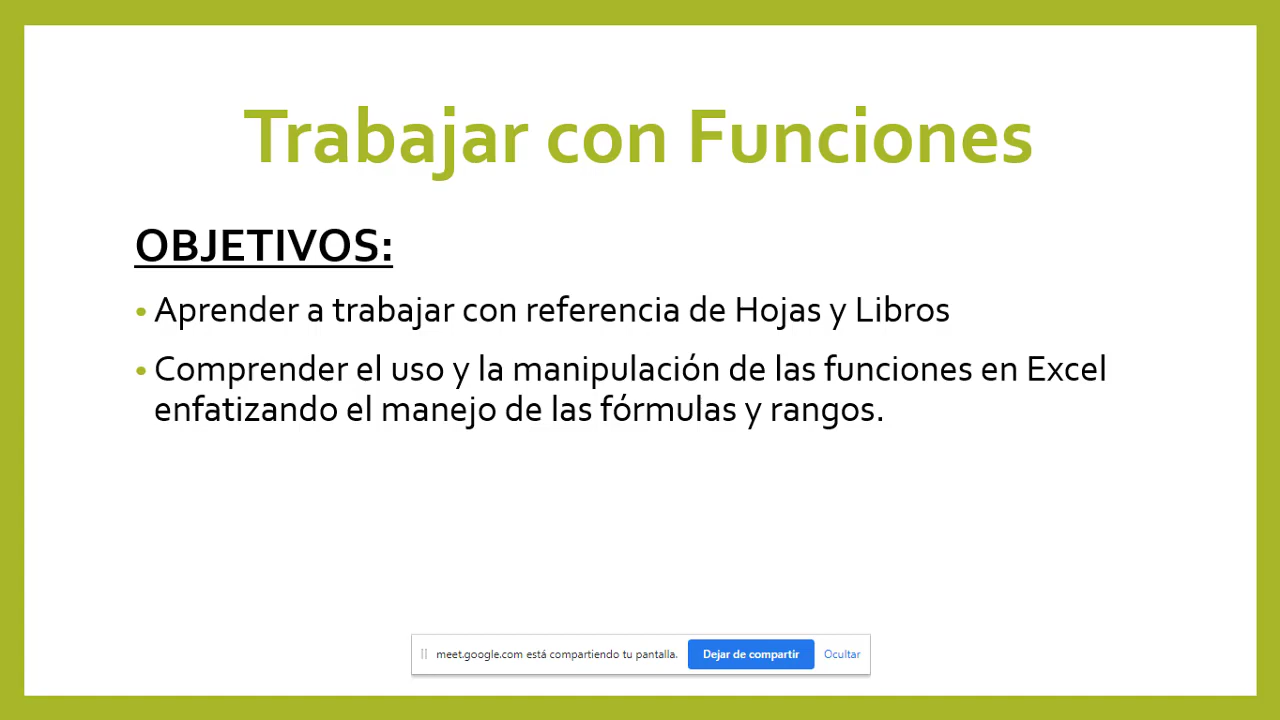 Trabajar con Funciones
OBJETIVOS:
• Aprender a trabajar con referencia de Hojas y Libros
• Comprender el uso y la manipulación de las funciones en Excel
enfatizando el manejo de las fórmulas y rangos.
meet.google.com está compartiendo tu pantalla. Dejar de compartir Ocultar